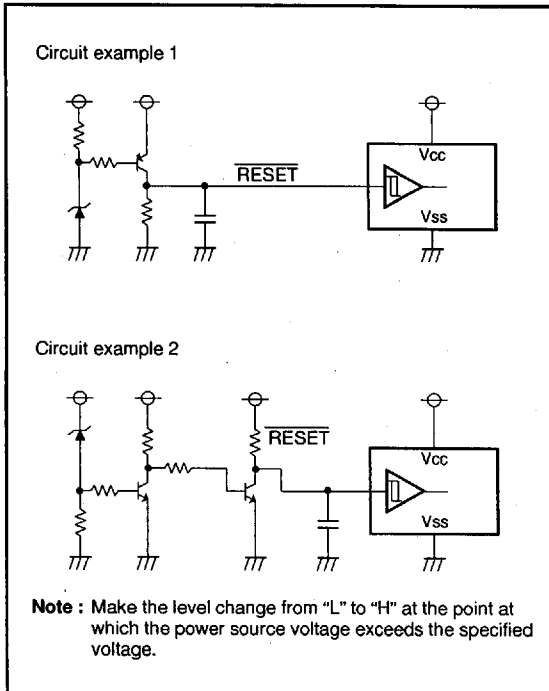 Circuit example 1
RESET
Vcc
Vss
Circuit example 2
RESET
Vcc
Vss
Note : Make the level change from “L” to “H” at the point at
which the power source voltage exceeds the specified
voltage.